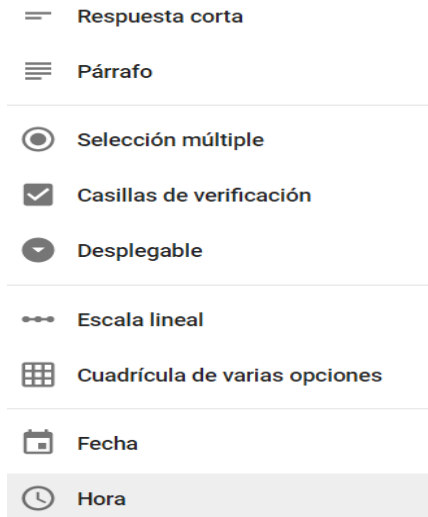 Respuesta corta
Párrafo
Selección múltiple
Casillas de verificación
Desplegable
Escala lineal
Cuadrícula de varias opciones
Fecha
Hora